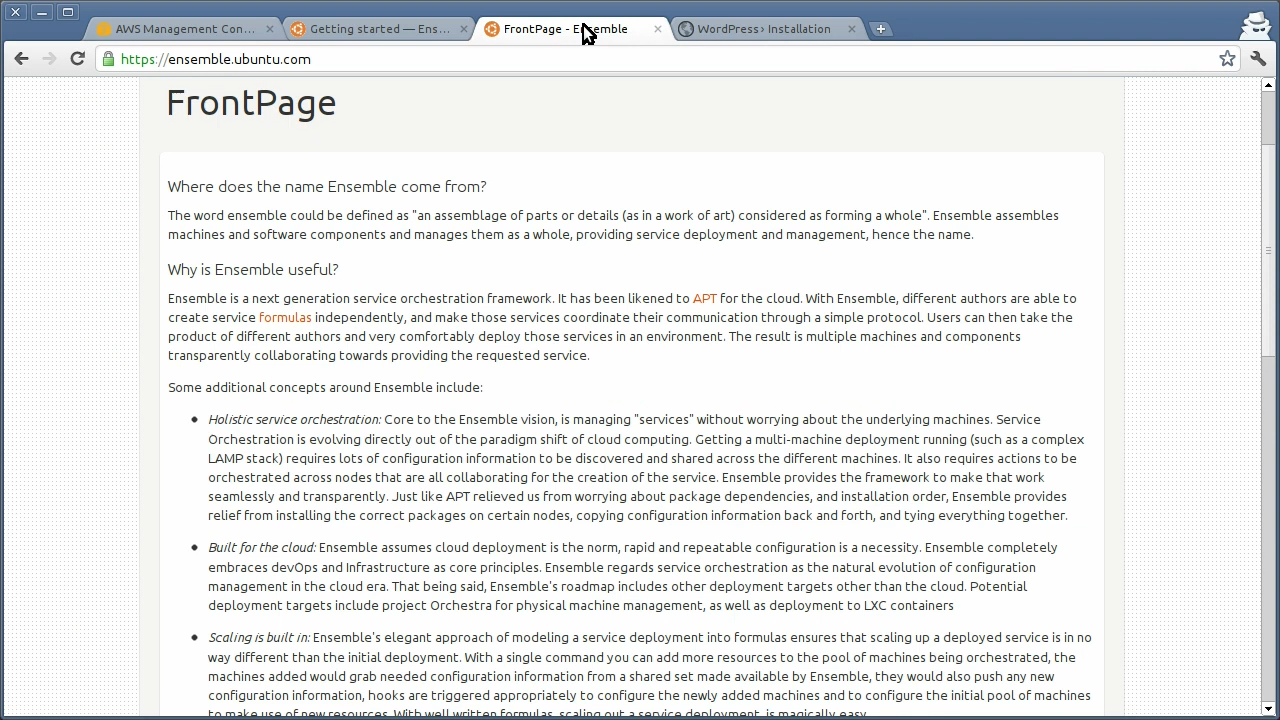 AWS Management Con...
Getting started — Ens...
FrontPage - Ensemble
WordPress › Installation
https://ensemble.ubuntu.com
FrontPage
Where does the name Ensemble come from?
The word ensemble could be defined as "an assemblage of parts or details (as in a work of art) considered as forming a whole". Ensemble assembles
machines and software components and manages them as a whole, providing service deployment and management, hence the name.
Why is Ensemble useful?
Ensemble is a next generation service orchestration framework. It has been likened to APT for the cloud. With Ensemble, different authors are able to
create service formulas independently, and make those services coordinate their communication through a simple protocol. Users can then take the
product of different authors and very comfortably deploy those services in an environment. The result is multiple machines and components
transparently collaborating towards providing the requested service.
Some additional concepts around Ensemble include:
Holistic service orchestration: Core to the Ensemble vision, is managing "services" without worrying about the underlying machines. Service
Orchestration is evolving directly out of the paradigm shift of cloud computing. Getting a multi-machine deployment running (such as a complex
LAMP stack) requires lots of configuration information to be discovered and shared across the different machines. It also requires actions to be
orchestrated across nodes that are all collaborating for the creation of the service. Ensemble provides the framework to make that work
seamlessly and transparently. Just like APT relieved us from worrying about package dependencies, and installation order, Ensemble provides
relief from installing the correct packages on certain nodes, copying configuration information back and forth, and tying everything together.
Built for the cloud: Ensemble assumes cloud deployment is the norm, rapid and repeatable configuration is a necessity. Ensemble completely
embraces devOps and Infrastructure as core principles. Ensemble regards service orchestration as the natural evolution of configuration
management in the cloud era. That being said, Ensemble's roadmap includes other deployment targets other than the cloud. Potential
deployment targets include project Orchestra for physical machine management, as well as deployment to LXC containers
Scaling is built in: Ensemble's elegant approach of modeling a service deployment into formulas ensures that scaling up a deployed service is in no
way different than the initial deployment. With a single command you can add more resources to the pool of machines being orchestrated, the
machines added would grab needed configuration information from a shared set made available by Ensemble, they would also push any new
configuration information, hooks are triggered appropriately to configure the newly added machines and to configure the initial pool of machines
to make use of new resources. With well written formulas, scaling out a service deployment, is magically easy